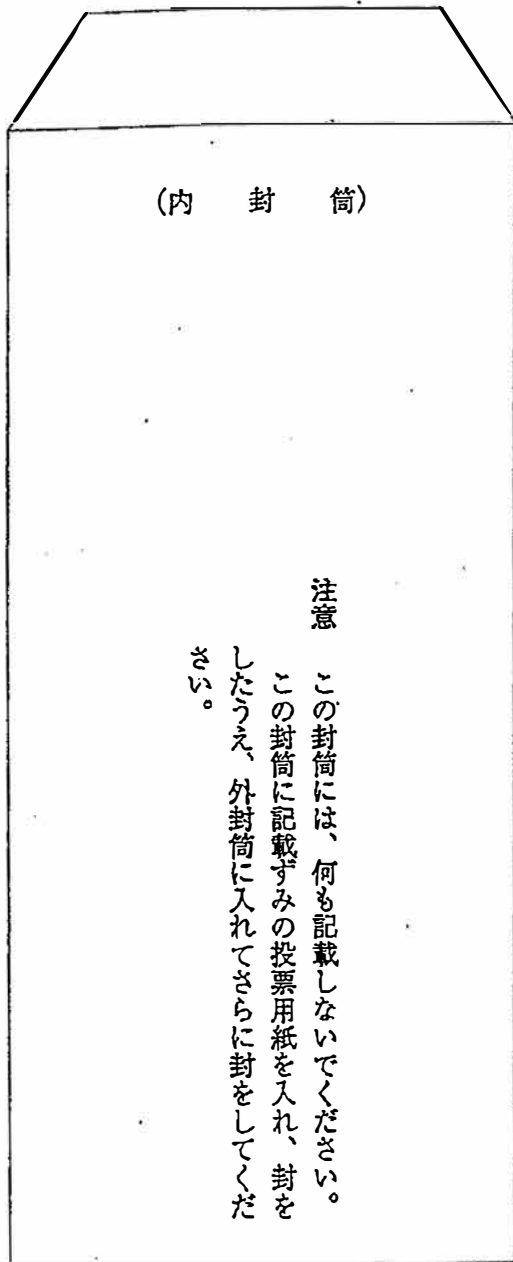 (内封筒)
注意 この封筒には、何も記載しないでください。
この封筒に記載ずみの投票用紙を入れ、封を
したうえ、外封筒に入れてさらに封をしてくだ
さい。